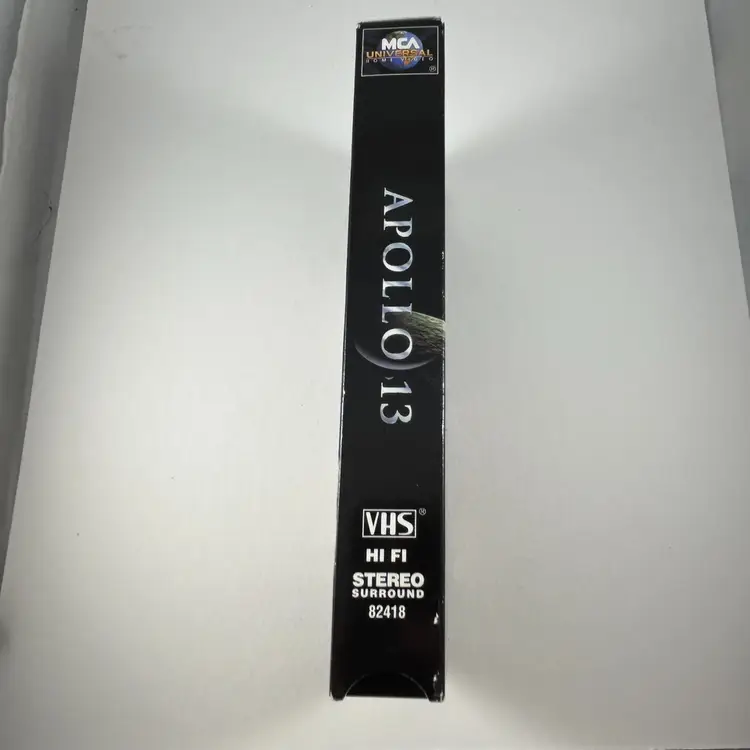 MCA
UNIVERSAL
HOME VIDEO
®
APOLLO 13
VHS®
HI FI
STEREO
SURROUND
82418